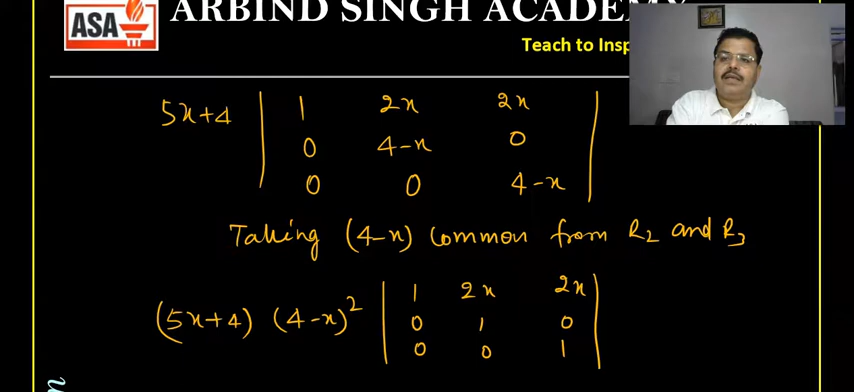 ARBIND SINGH ACADEMY
ASA
Teach to Insp
5x+4 | 1 2x 2x |
| 0 4-x 0 |
| 0 0 4-x |
Taking (4-x) common from R2 and R3
(5x+4) (4-x)² | 1 2x 2x |
| 0 1 0 |
| 0 0 1 |